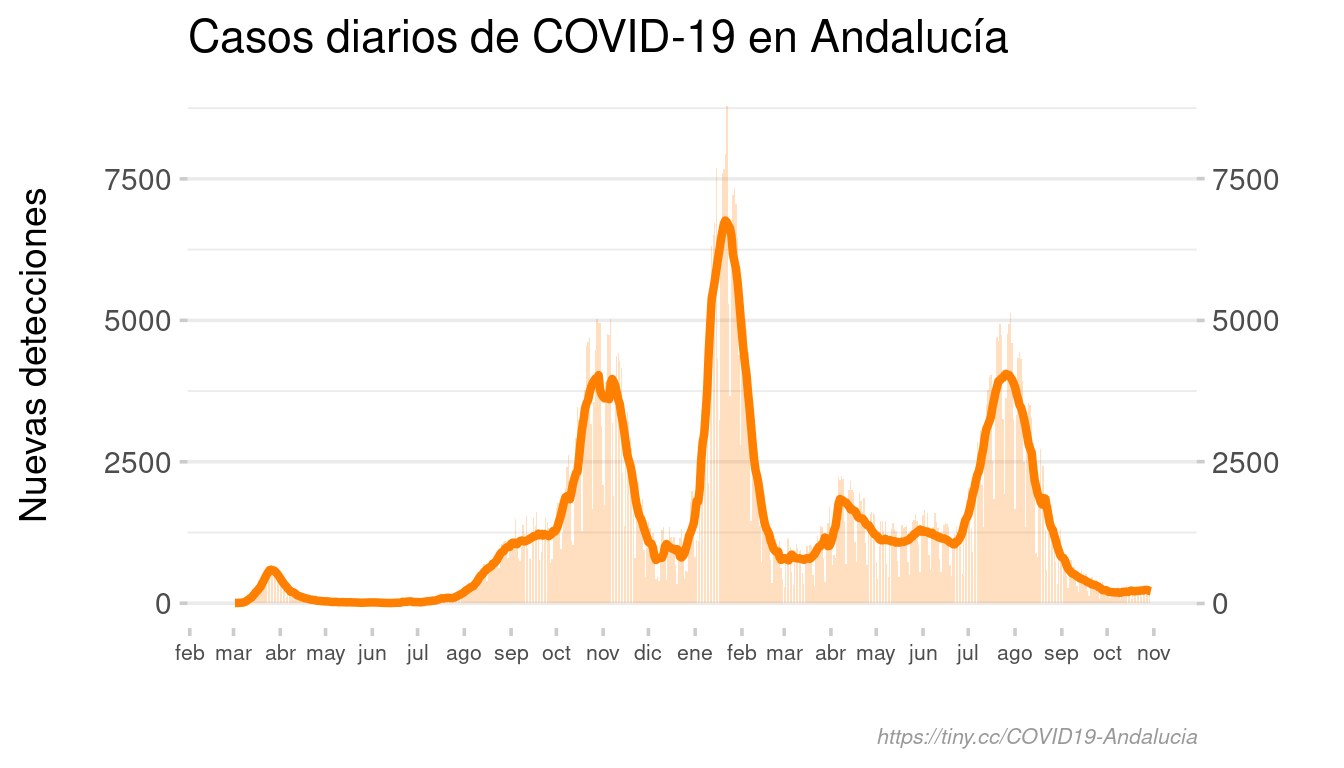 Casos diarios de COVID-19 en Andalucía
Nuevas detecciones
7500 7500
5000 5000
2500 2500
0 0
feb mar abr may jun jul ago sep oct nov dic ene feb mar abr may jun jul ago sep oct nov
https://tiny.cc/COVID19-Andalucia